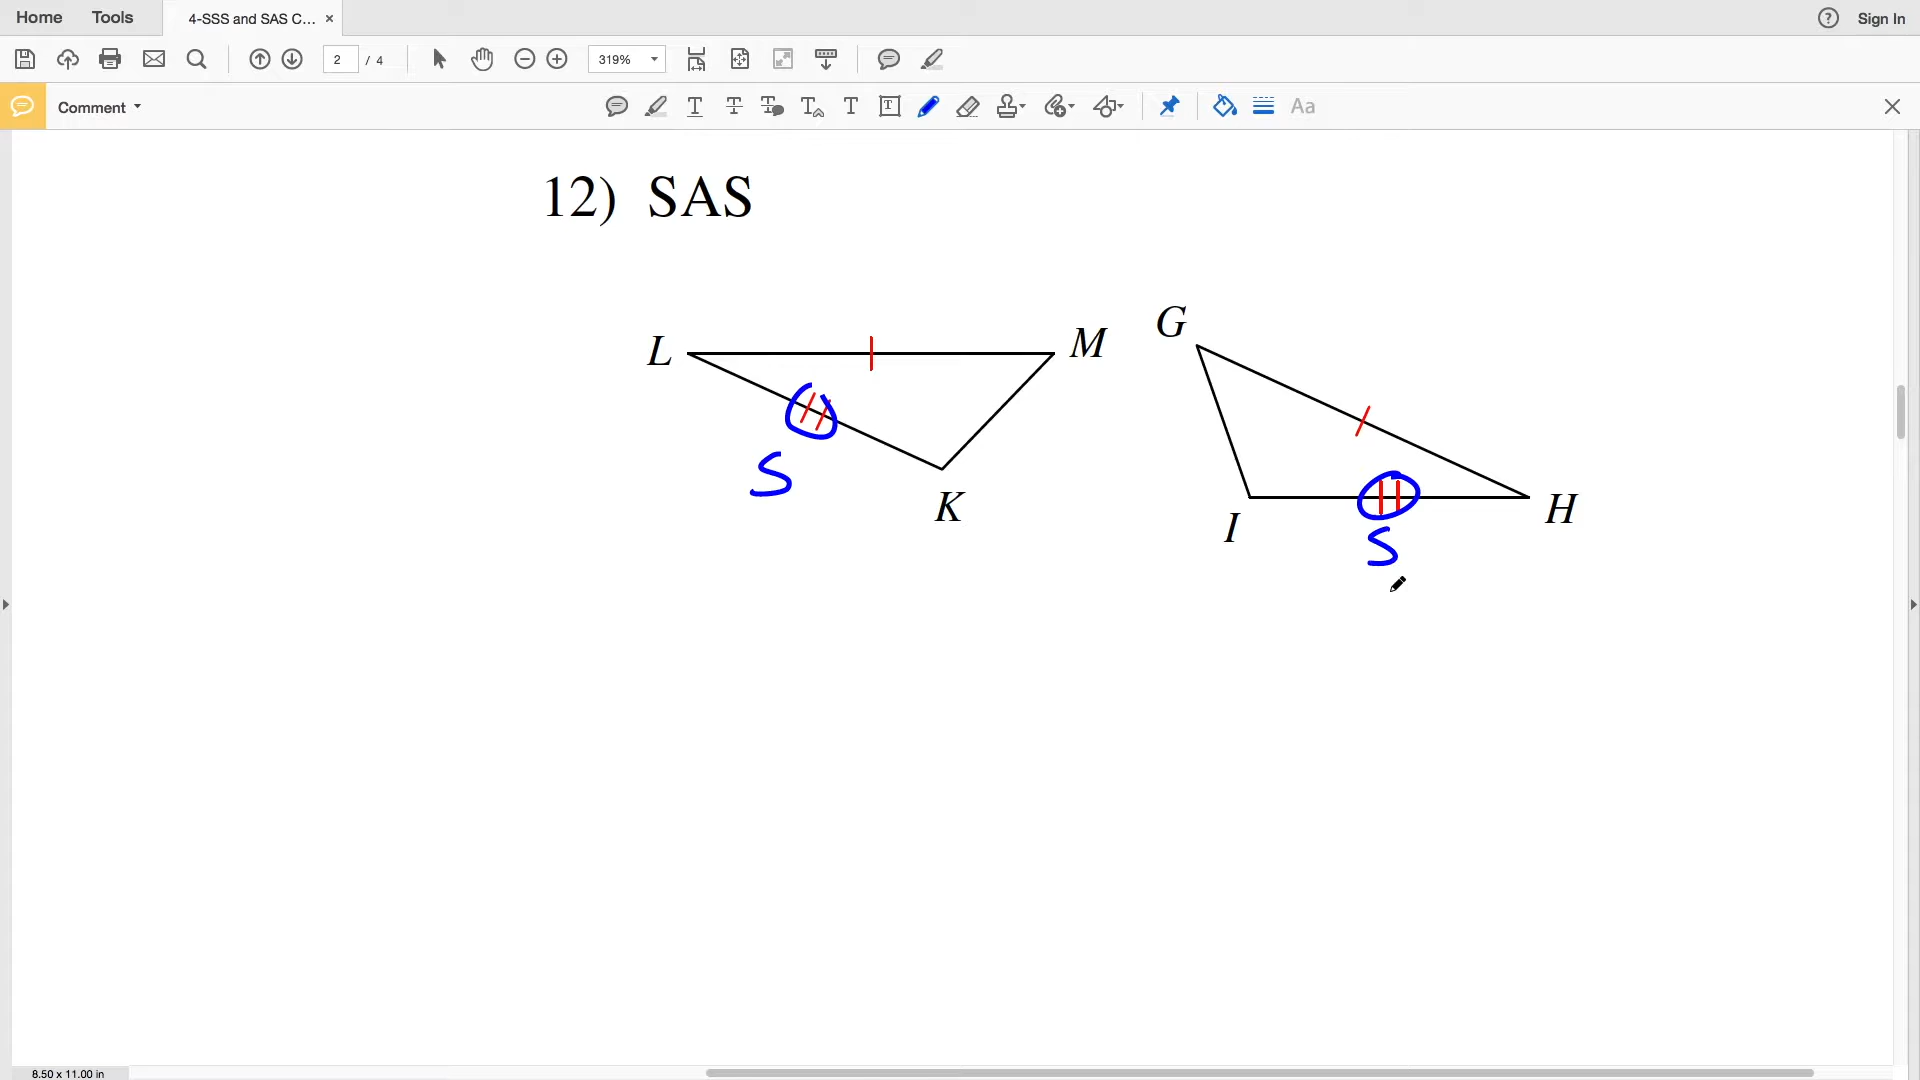 Home Tools 4-SSS and SAS C... × ? Sign In
2 / 4 319%
Comment T T T T T T Aa
12) SAS
G
L M
S
K I H
S
8.50 x 11.00 in